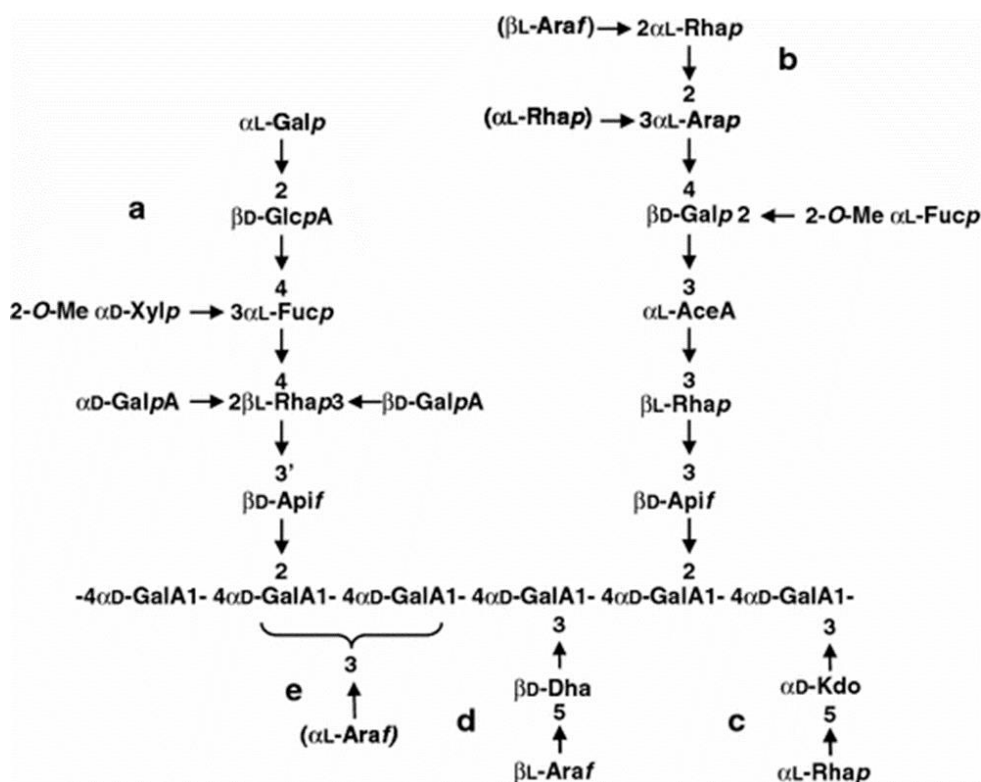 (βL-Araf) 2αL-Rhap
b
2
(αL-Rhap) 3αL-Arap
αL-Galp
4
2
a
βD-GlcpA
βD-Galp 2 2-O-Me αL-Fucp
4
3
2-O-Me αD-Xylp 3αL-Fucp
αL-AceA
4
3
αD-GalpA 2βL-Rhap3 βD-GalpA
βL-Rhap
3'
3
βD-Apif
βD-Apif
2
2
-4αD-GalA1- 4αD-GalA1- 4αD-GalA1- 4αD-GalA1- 4αD-GalA1- 4αD-GalA1-
3
3
3
e
βD-Dha
αD-Kdo
d
5
c
5
(αL-Araf)
βL-Araf
αL-Rhap